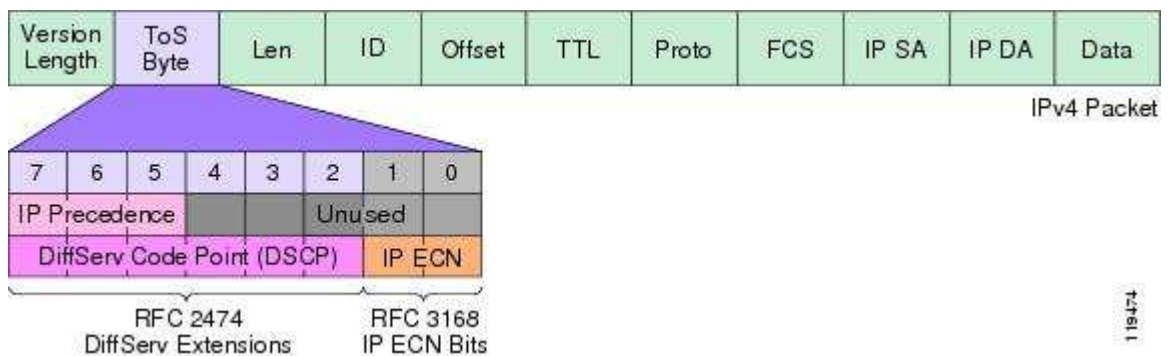 Version Length
ToS Byte
Len
ID
Offset
TTL
Proto
FCS
IP SA
IP DA
Data
IPv4 Packet
7 6 5 4 3 2 1 0
IP Precedence
Unused
DiffServ Code Point (DSCP)
IP ECN
RFC 2474
DiffServ Extensions
RFC 3168
IP ECN Bits
119474